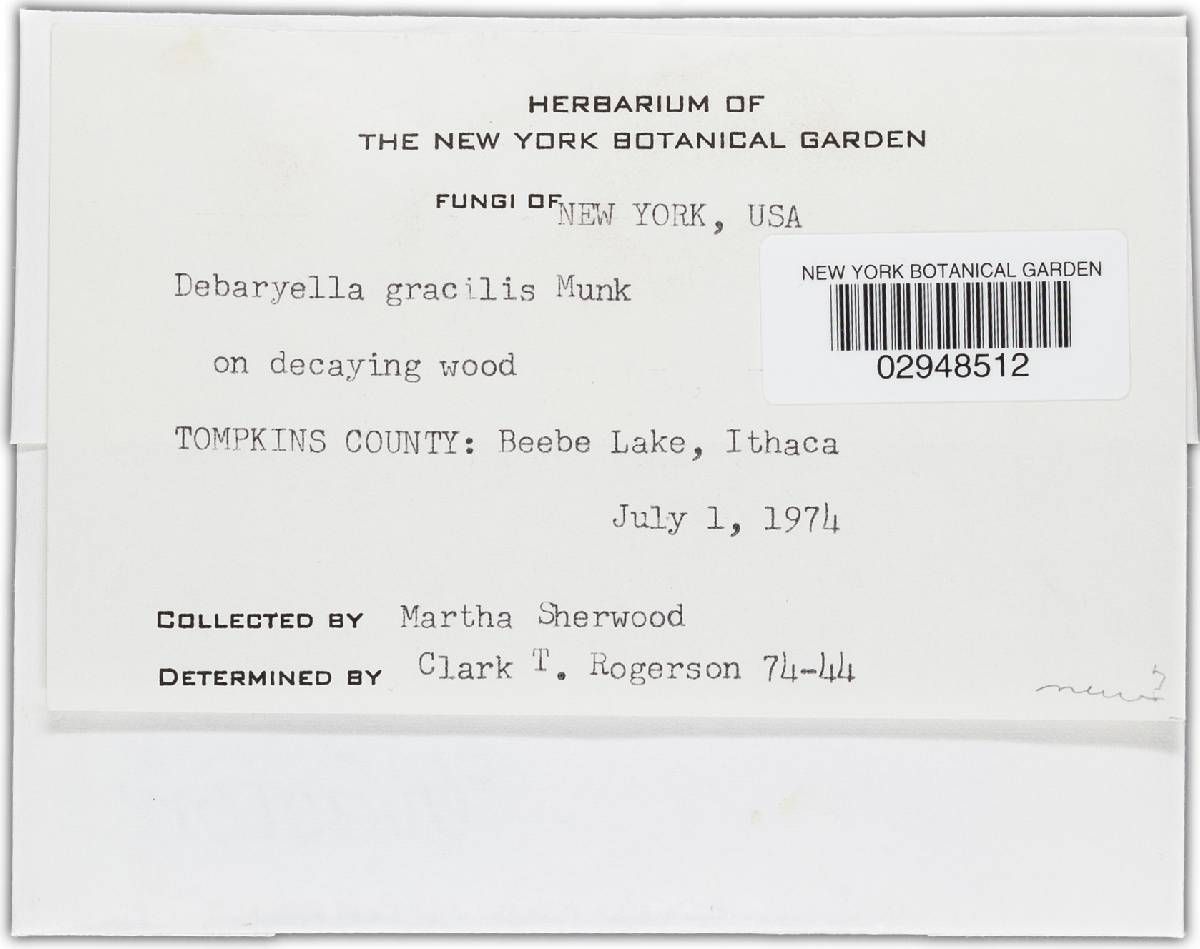 HERBARIUM OF
THE NEW YORK BOTANICAL GARDEN
FUNGI OF NEW YORK, USA
Debaryella gracilis Munk
NEW YORK BOTANICAL GARDEN
02948512
on decaying wood
TOMPKINS COUNTY: Beebe Lake, Ithaca
July 1, 1974
COLLECTED BY Martha Sherwood
DETERMINED BY Clark T. Rogerson 74-44